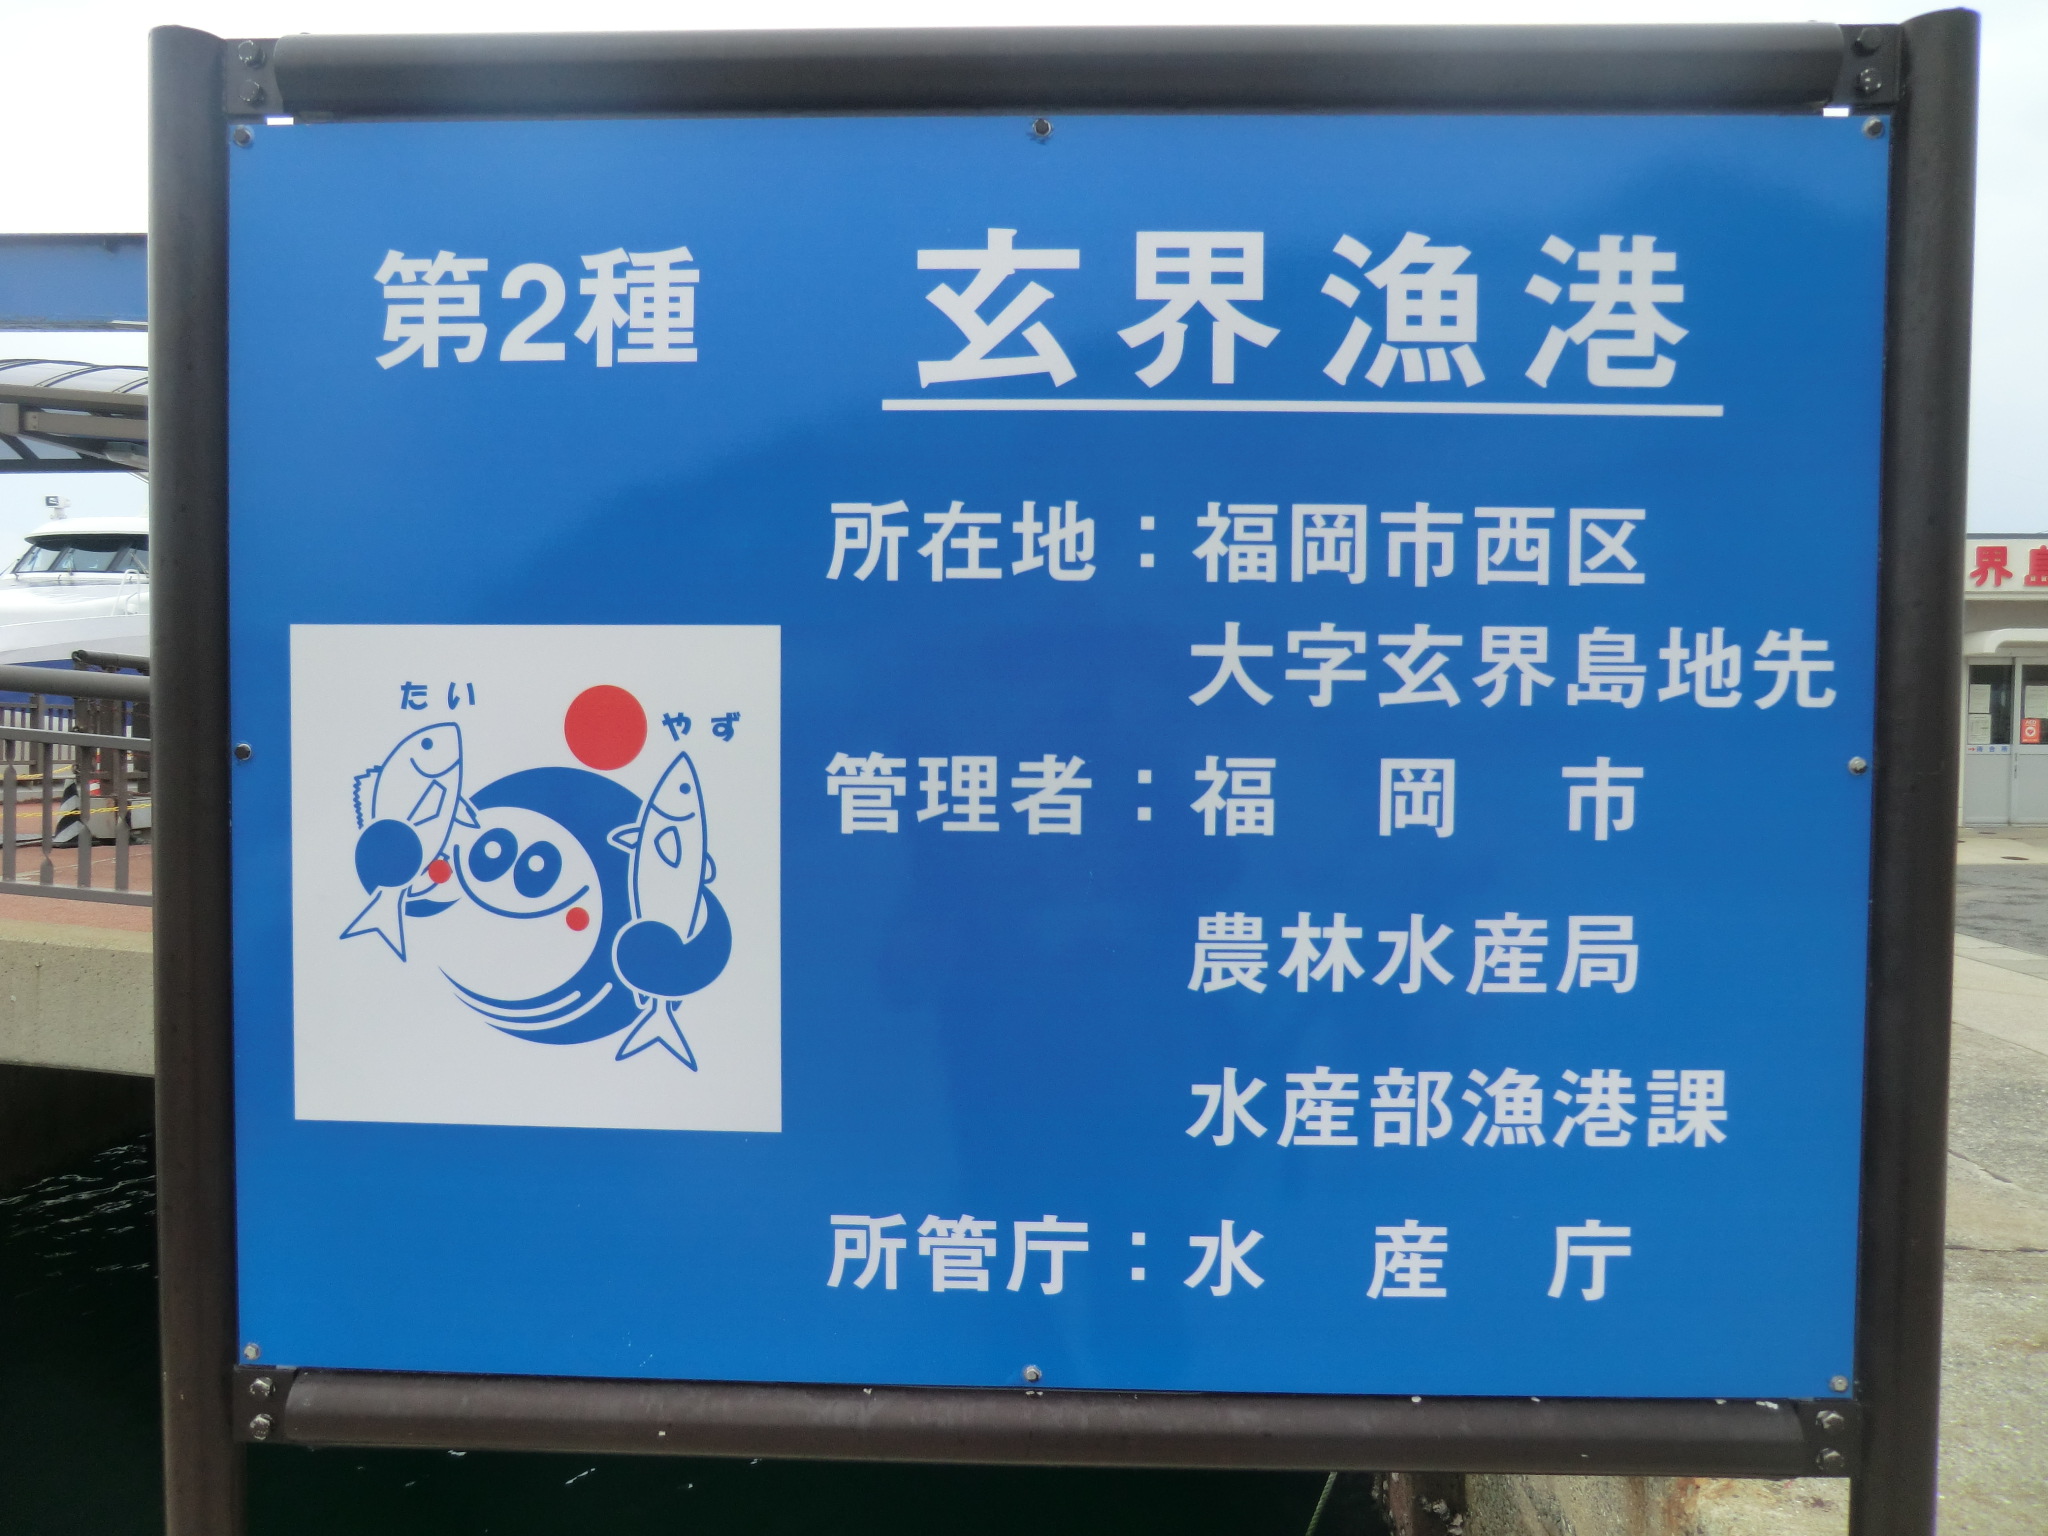 第2種 玄界漁港
所在地：福岡市西区
大字玄界島地先
管理者：福岡市
農林水産局
水産部漁港課
所管庁：水産庁
たい
やず
界島